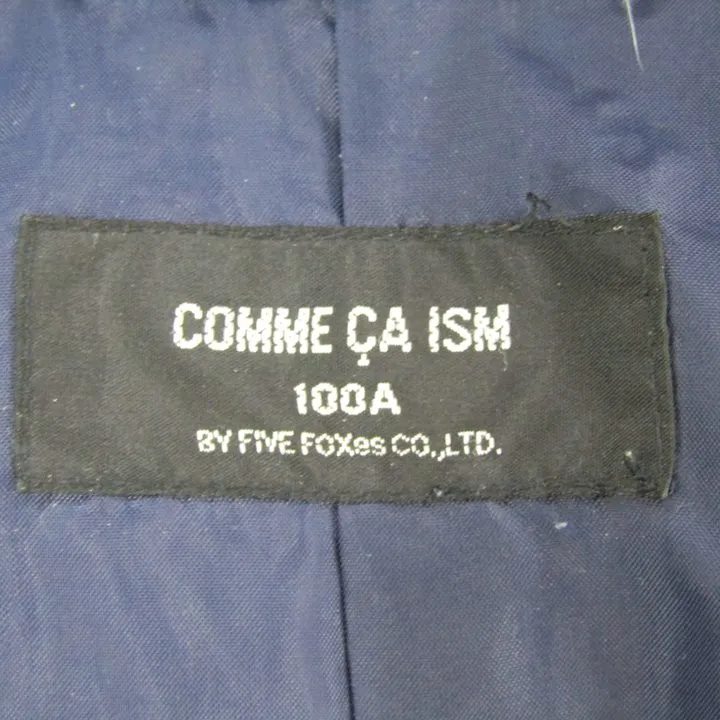 COMME ÇA ISM
100A
BY FIVE FOXes CO.,LTD.